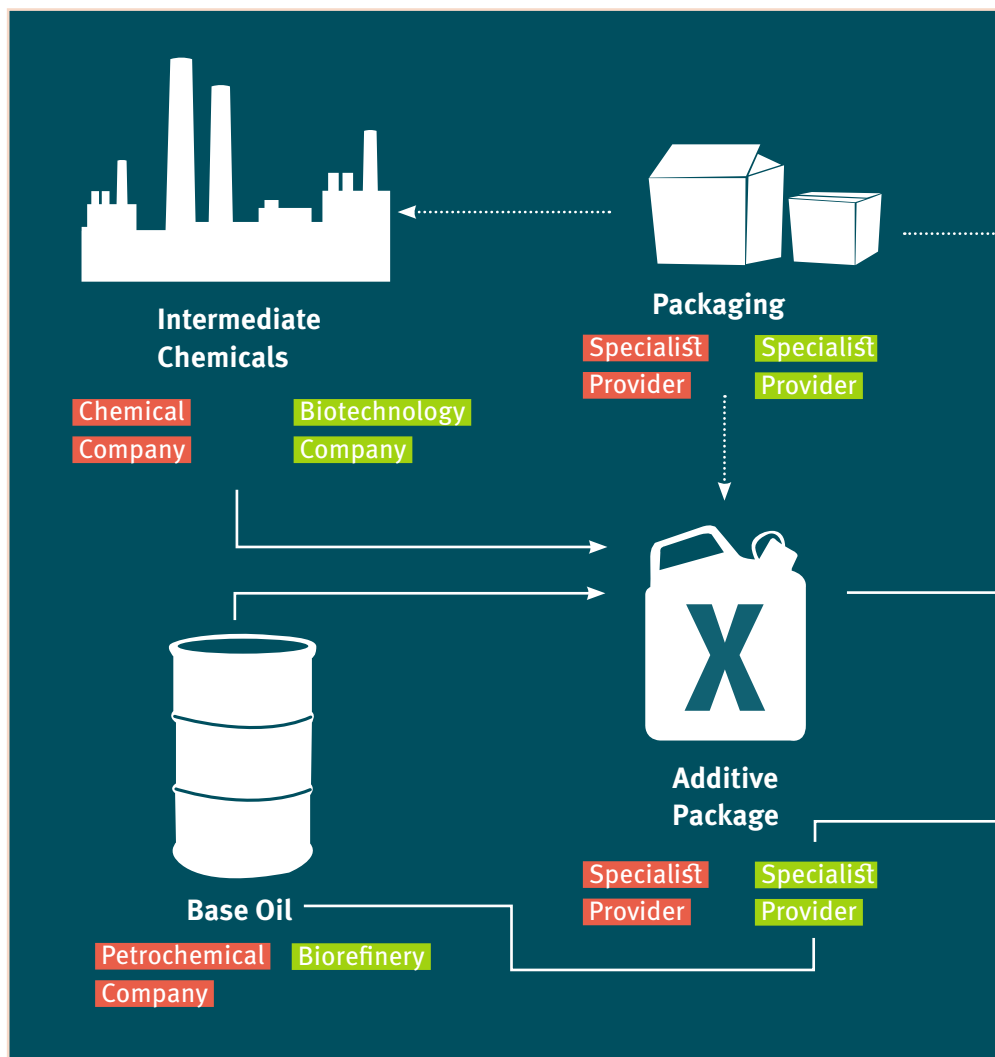 Packaging
Specialist Specialist
Provider Provider
Intermediate
Chemicals
Chemical Biotechnology
Company Company
X
Additive
Package
Specialist Specialist
Provider Provider
Base Oil
Petrochemical Biorefinery
Company